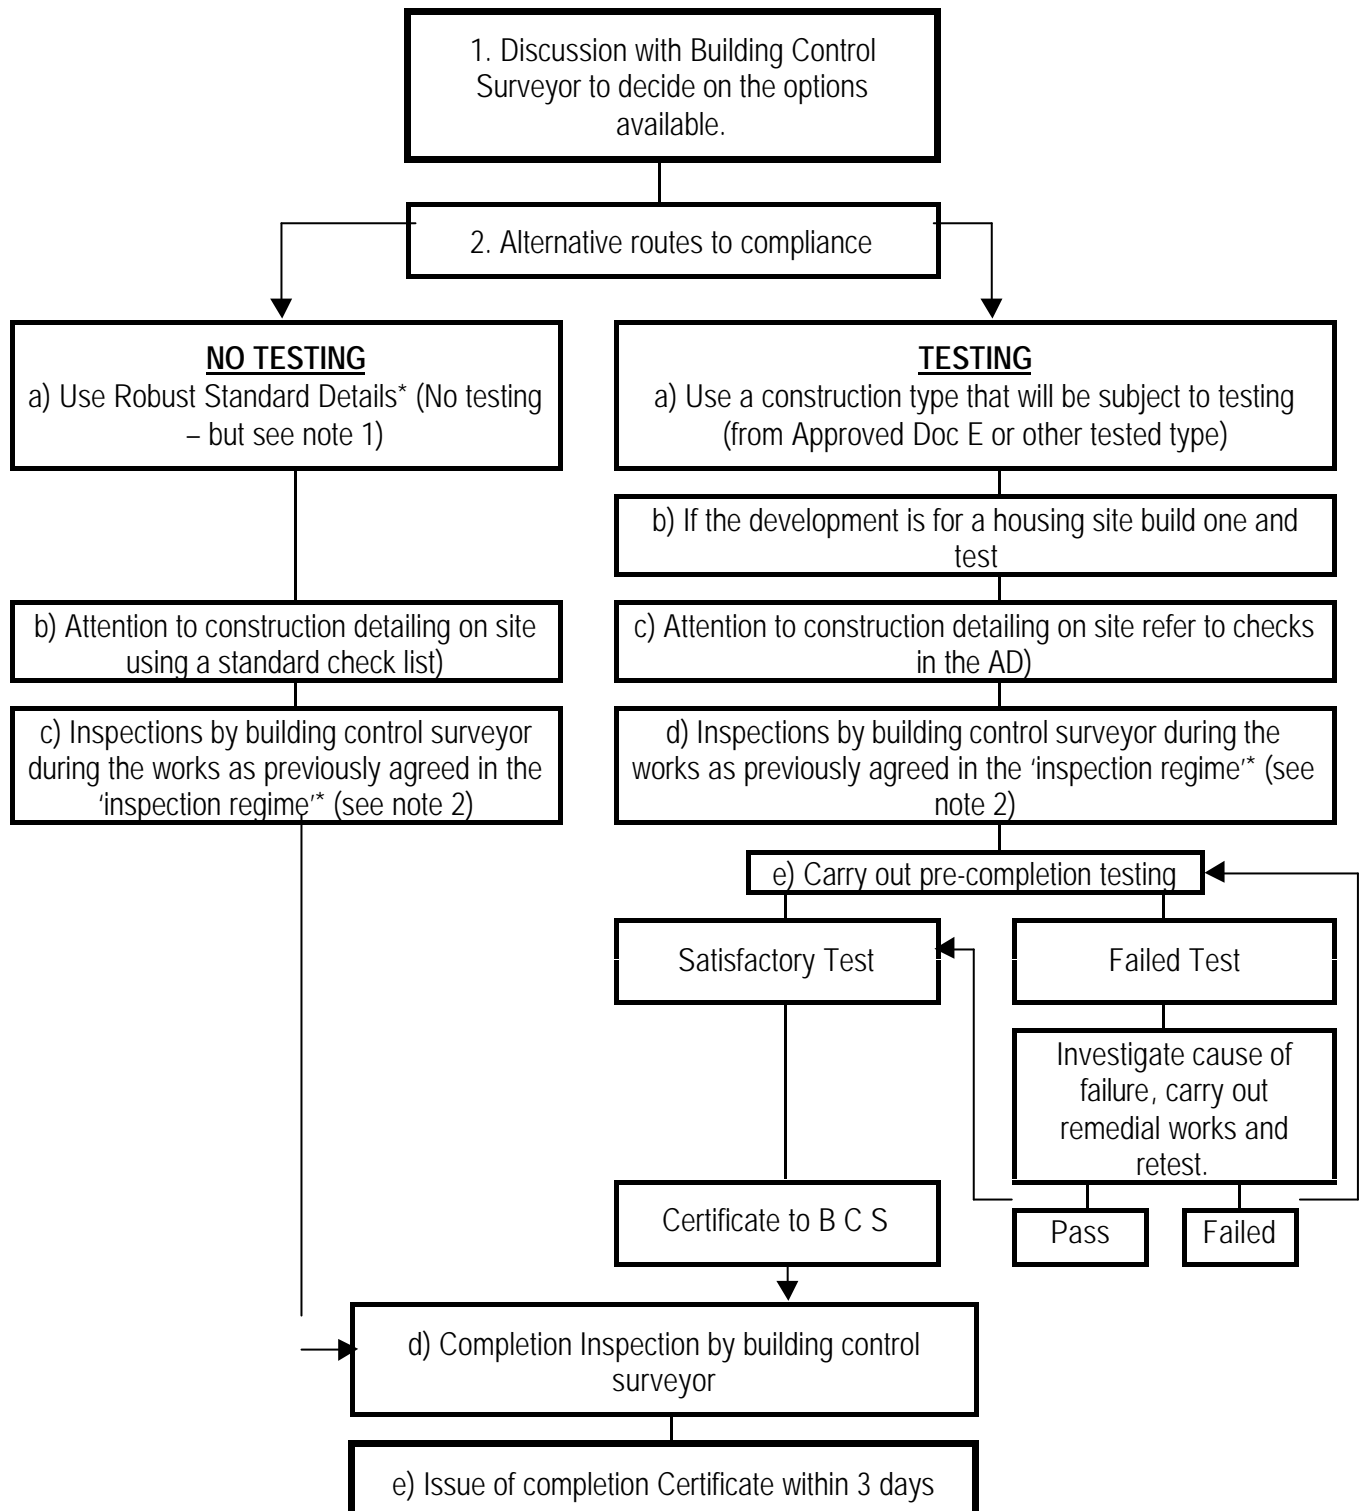 1. Discussion with Building Control
Surveyor to decide on the options
available.
2. Alternative routes to compliance
NO TESTING
a) Use Robust Standard Details* (No testing
– but see note 1)
b) Attention to construction detailing on site
using a standard check list)
c) Inspections by building control surveyor
during the works as previously agreed in the
‘inspection regime’* (see note 2)
TESTING
a) Use a construction type that will be subject to testing
(from Approved Doc E or other tested type)
b) If the development is for a housing site build one and
test
c) Attention to construction detailing on site refer to checks
in the AD)
d) Inspections by building control surveyor during the
works as previously agreed in the ‘inspection regime’* (see
note 2)
e) Carry out pre-completion testing
Satisfactory Test
Failed Test
Investigate cause of
failure, carry out
remedial works and
retest.
Pass
Failed
Certificate to B C S
d) Completion Inspection by building control
surveyor
e) Issue of completion Certificate within 3 days